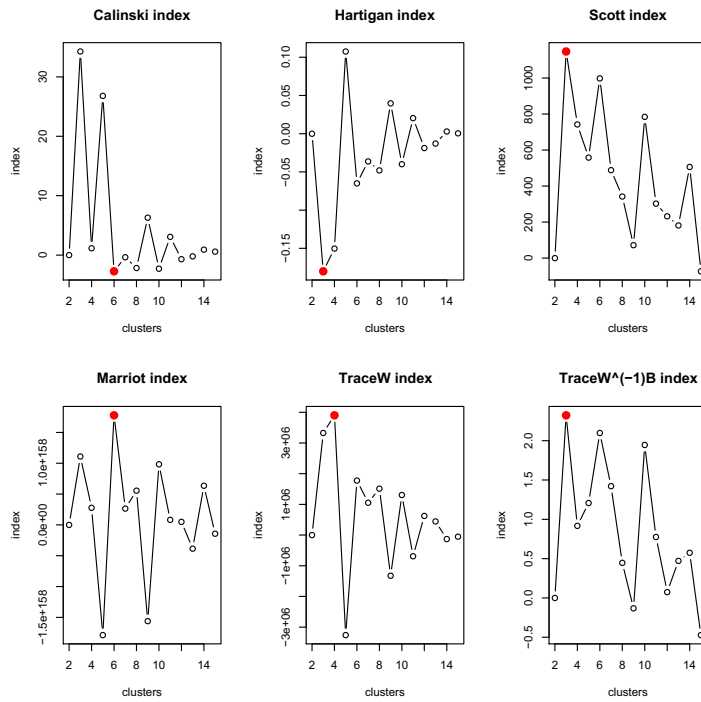 Calinski index
index
30
20
10
0
2 4 6 8 10 14
clusters
Hartigan index
index
0.10
0.05
0.00
−0.05
−0.15
2 4 6 8 10 14
clusters
Scott index
index
1000
800
600
400
200
0
2 4 6 8 10 14
clusters
Marriot index
index
1.0e+158
0.0e+00
−1.5e+158
2 4 6 8 10 14
clusters
TraceW index
index
3e+06
1e+06
−1e+06
−3e+06
2 4 6 8 10 14
clusters
TraceW^(−1)B index
index
2.0
1.5
1.0
0.5
0.0
−0.5
2 4 6 8 10 14
clusters